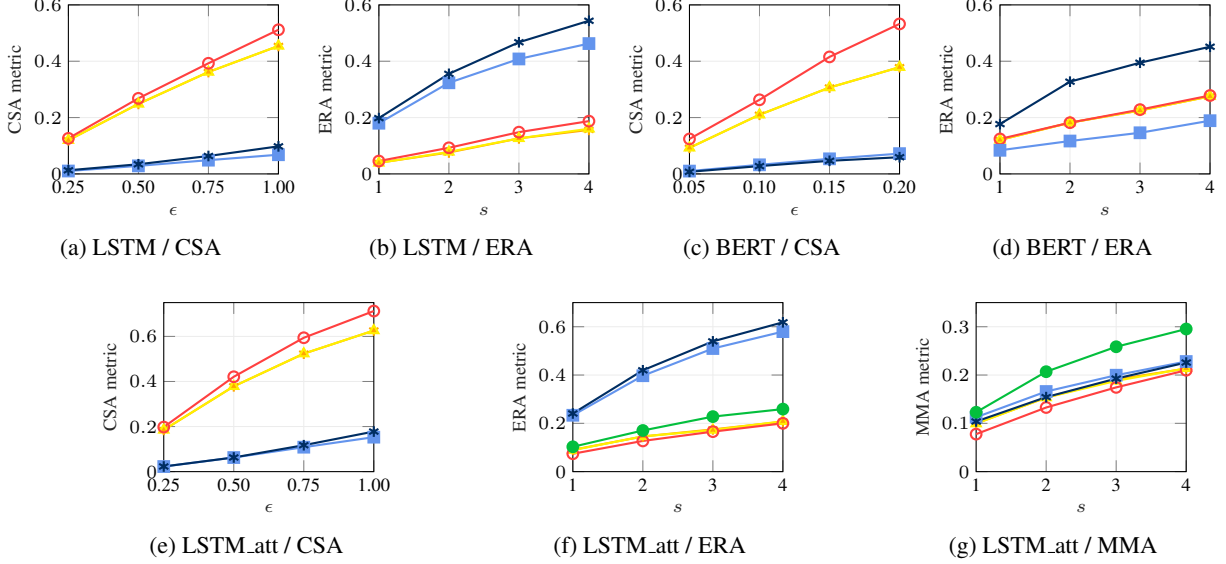 0.6
0.4
0.2
0
CSA metric
0.25 0.50 0.75 1.00
ϵ
(a) LSTM / CSA
0.6
0.4
0.2
0
ERA metric
1 2 3 4
s
(b) LSTM / ERA
0.6
0.4
0.2
0
CSA metric
0.05 0.10 0.15 0.20
ϵ
(c) BERT / CSA
0.6
0.4
0.2
0
ERA metric
1 2 3 4
s
(d) BERT / ERA
0.6
0.4
0.2
0
CSA metric
0.25 0.50 0.75 1.00
ϵ
(e) LSTM_att / CSA
0.6
0.4
0.2
0
ERA metric
1 2 3 4
s
(f) LSTM_att / ERA
0.3
0.2
0.1
0
MMA metric
1 2 3 4
s
(g) LSTM_att / MMA